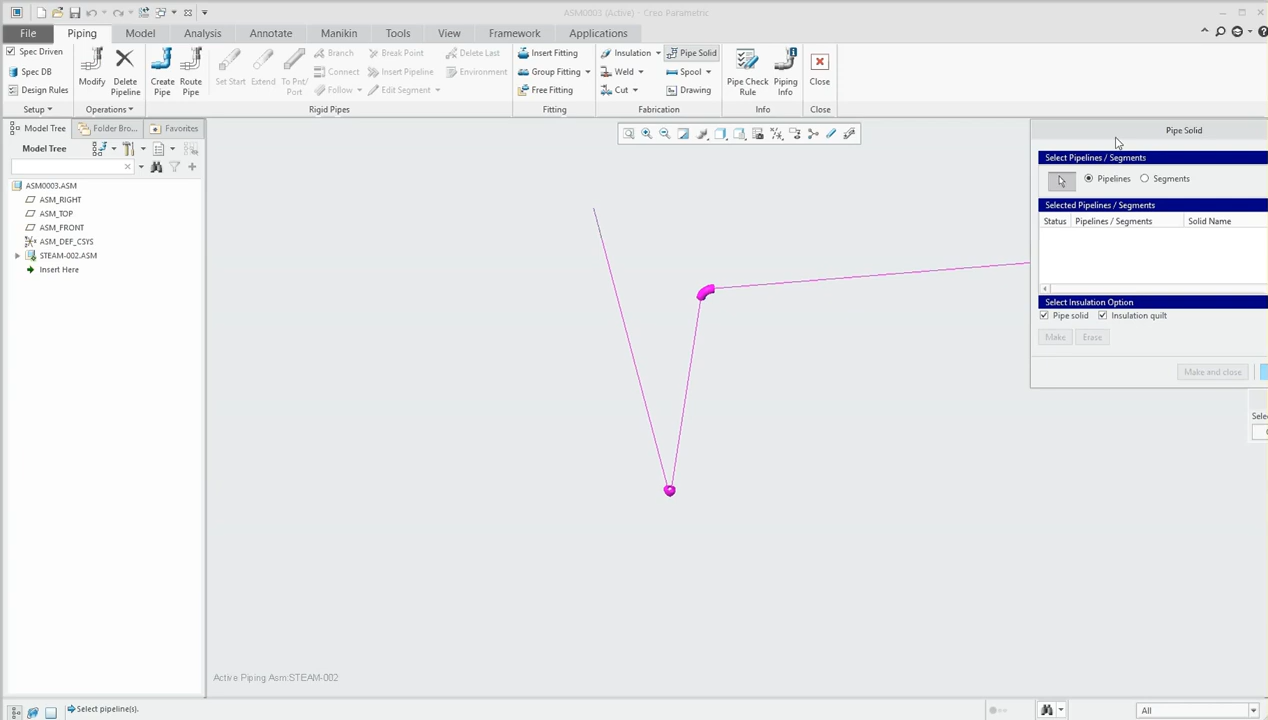 ASM0003 (Active) - Creo Parametric
File Piping Model Analysis Annotate Manikin Tools View Framework Applications
Spec Driven
Spec DB
Design Rules
Setup
Modify
Delete Pipeline
Operations
Create Pipe
Route Pipe
Set Start
Extend
To Pnt/ Port
Branch
Connect
Follow
Break Point
Insert Pipeline
Edit Segment
Delete Last
Environment
Rigid Pipes
Insert Fitting
Group Fitting
Free Fitting
Fitting
Insulation
Weld
Cut
Pipe Solid
Spool
Drawing
Fabrication
Pipe Check Rule
Piping Info
Info
Close
Close
Model Tree
Folder Bro...
Favorites
Model Tree
ASM0003.ASM
ASM_RIGHT
ASM_TOP
ASM_FRONT
ASM_DEF_CSYS
STEAM-002.ASM
Insert Here
Pipe Solid
Select Pipelines / Segments
Pipelines
Segments
Selected Pipelines / Segments
Status Pipelines / Segments Solid Name
Select Insulation Option
Pipe solid
Insulation quilt
Make
Erase
Make and close
Selec
Active Piping Asm:STEAM-002
Select pipeline(s).
All